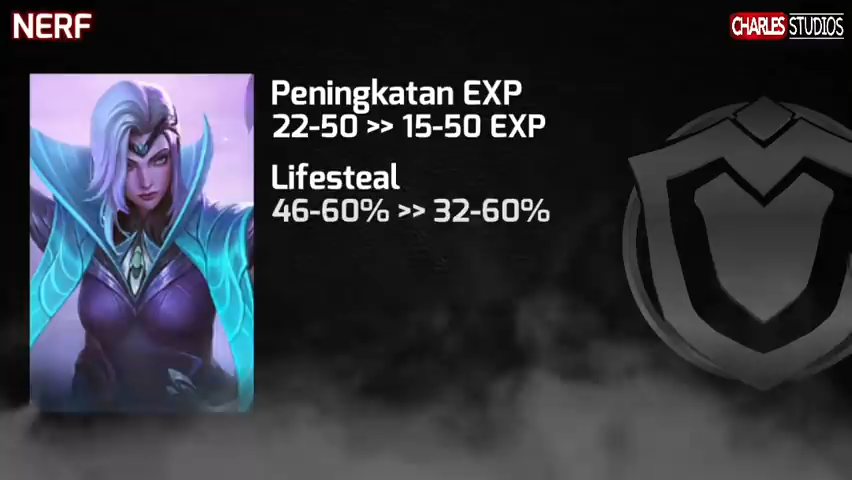 NERF
CHARLES STUDIOS
Peningkatan EXP
22-50 >> 15-50 EXP
Lifesteal
46-60% >> 32-60%